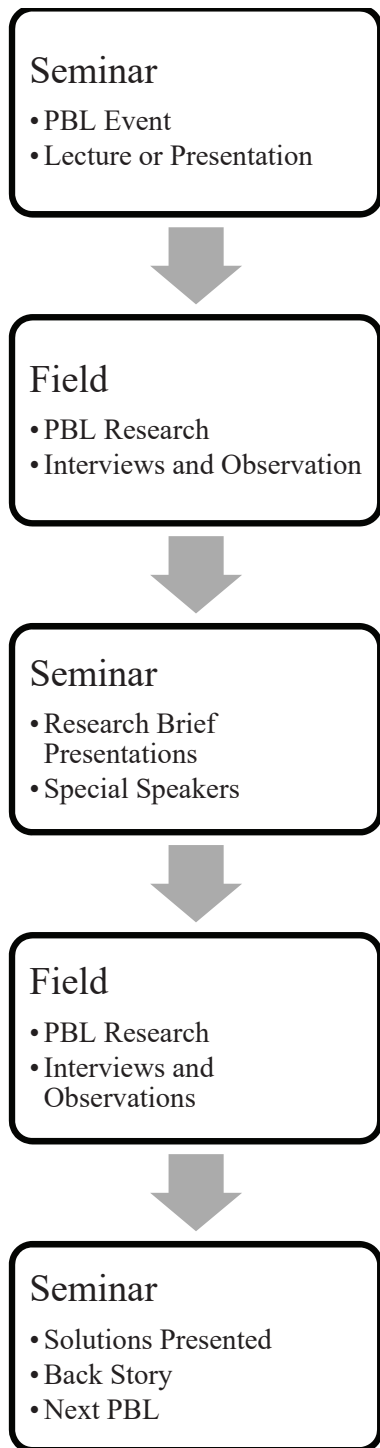 Seminar
• PBL Event
• Lecture or Presentation
Field
• PBL Research
• Interviews and Observation
Seminar
• Research Brief
Presentations
• Special Speakers
Field
• PBL Research
• Interviews and
Observations
Seminar
• Solutions Presented
• Back Story
• Next PBL